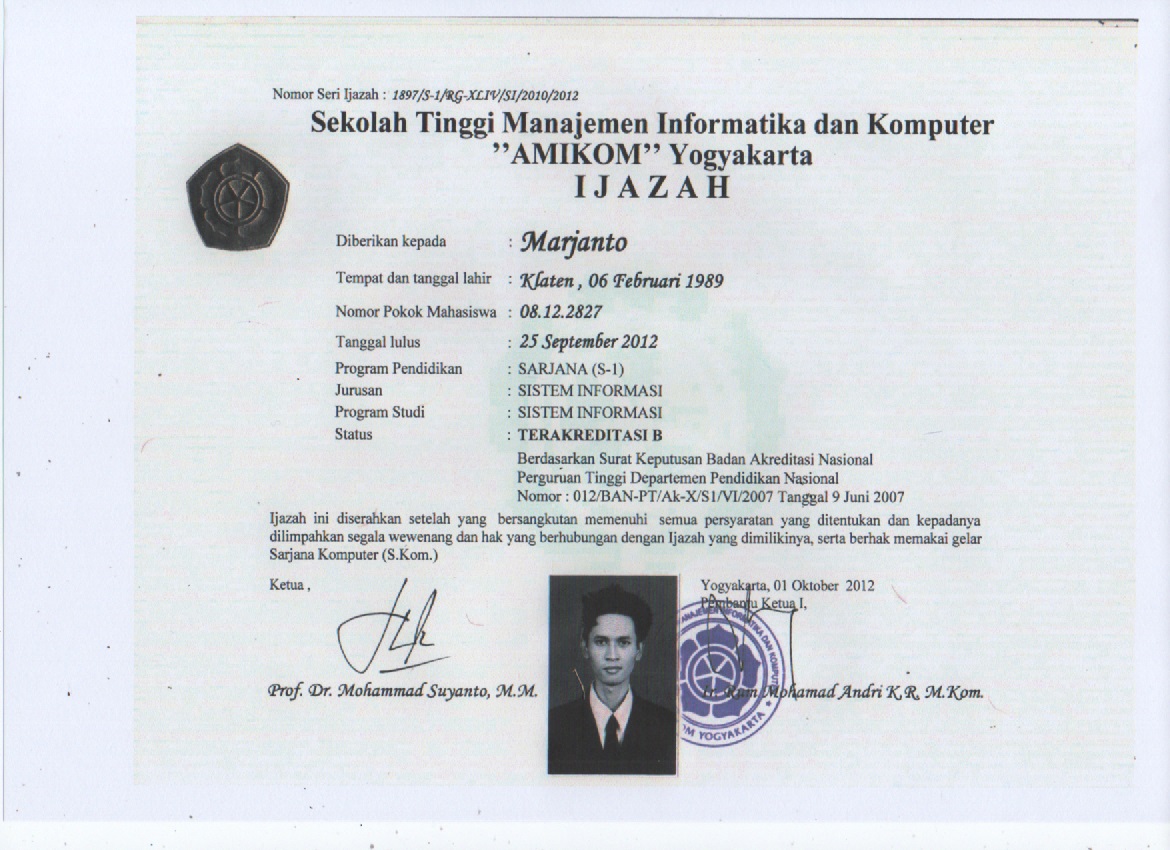 Nomor Seri Ijazah : 1897/S-1/RG-XLIV/SI/2010/2012
Sekolah Tinggi Manajemen Informatika dan Komputer
”AMIKOM” Yogyakarta
I J A Z A H
Diberikan kepada : Marjanto
Tempat dan tanggal lahir : Klaten , 06 Februari 1989
Nomor Pokok Mahasiswa : 08.12.2827
Tanggal lulus : 25 September 2012
Program Pendidikan : SARJANA (S-1)
Jurusan : SISTEM INFORMASI
Program Studi : SISTEM INFORMASI
Status : TERAKREDITASI B
Berdasarkan Surat Keputusan Badan Akreditasi Nasional
Perguruan Tinggi Departemen Pendidikan Nasional
Nomor : 012/BAN-PT/Ak-X/S1/VI/2007 Tanggal 9 Juni 2007
Ijazah ini diserahkan setelah yang bersangkutan memenuhi semua persyaratan yang ditentukan dan kepadanya
dilimpahkan segala wewenang dan hak yang berhubungan dengan Ijazah yang dimilikinya, serta berhak memakai gelar
Sarjana Komputer (S.Kom.)
Ketua ,
Yogyakarta, 01 Oktober 2012
Pembantu Ketua I,
MANAJEMEN INFORMATIKA DAN KOMPUTER
YOGYAKARTA
Prof. Dr. Mohammad Suyanto, M.M.
Mohamad Andri K.R, M.Kom.